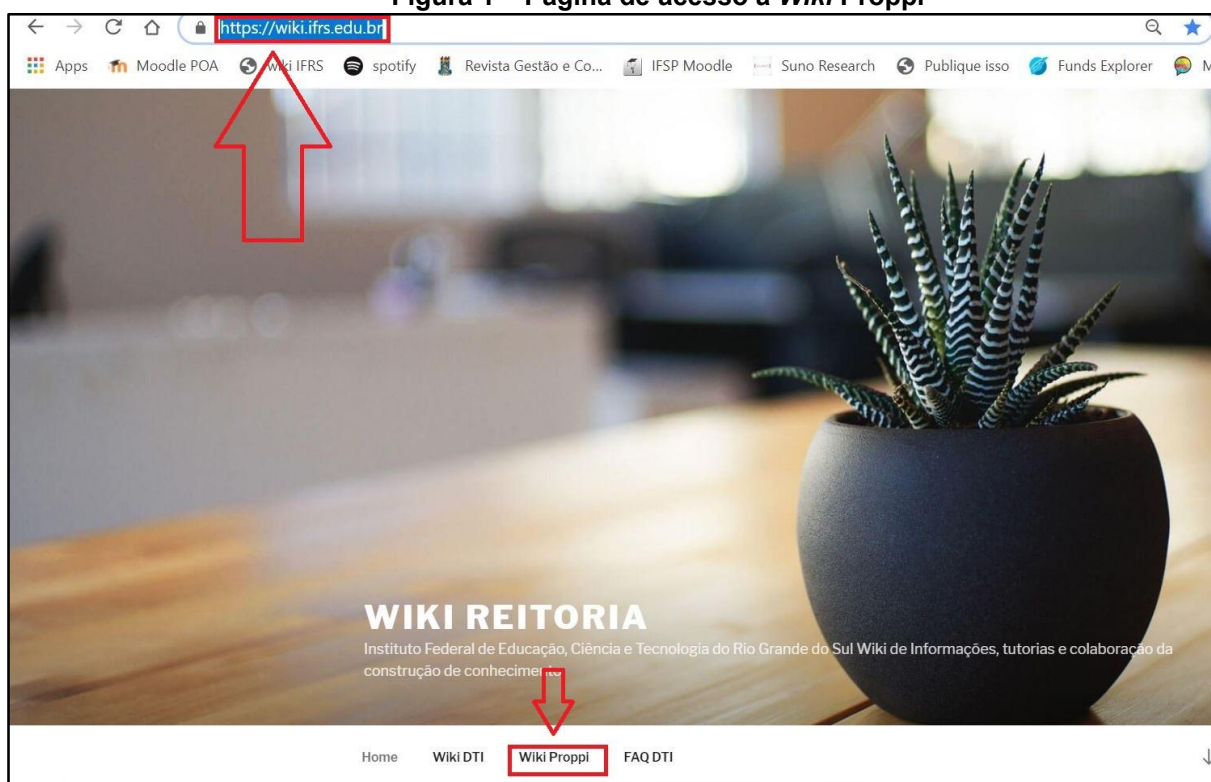 Figura 1 – Página de acesso à Wiki Proppi
https://wiki.ifrs.edu.br
Apps Moodle POA wiki IFRS spotify Revista Gestão e Co... IFSP Moodle Suno Research Publique isso Funds Explorer
WIKI REITORIA
Instituto Federal de Educação, Ciência e Tecnologia do Rio Grande do Sul Wiki de Informações, tutorias e colaboração da
construção de conhecimento
Home Wiki DTI Wiki Proppi FAQ DTI